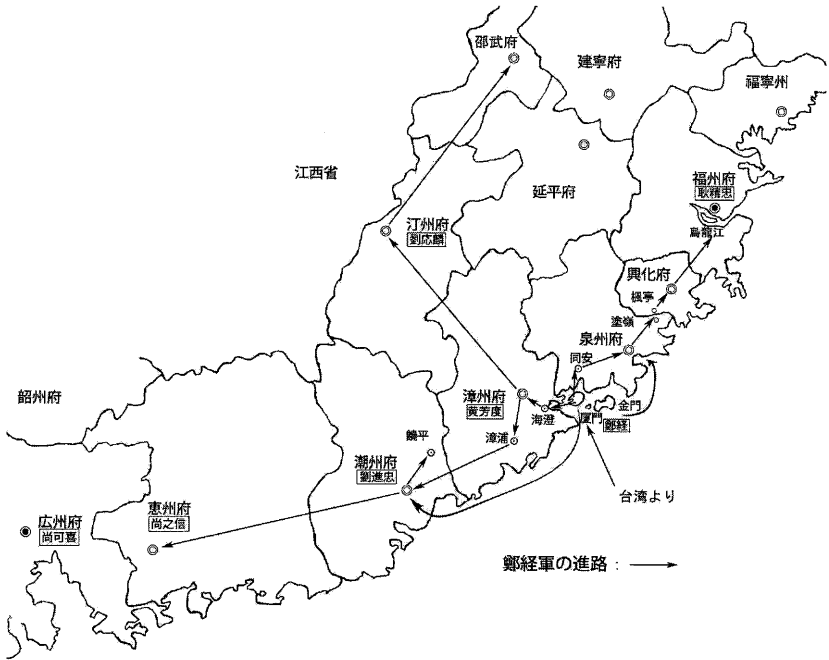 邵武府
建寧府
福寧州
江西省
延平府
福州府
耿精忠
烏龍江
汀州府
劉応麟
興化府
楓亭
塗嶺
泉州府
同安
韶州府
漳州府
黄芳度
海澄
厦門
鄭経
金門
饒平
漳浦
潮州府
劉進忠
台湾より
恵州府
尚之信
広州府
尚可喜
鄭経軍の進路：